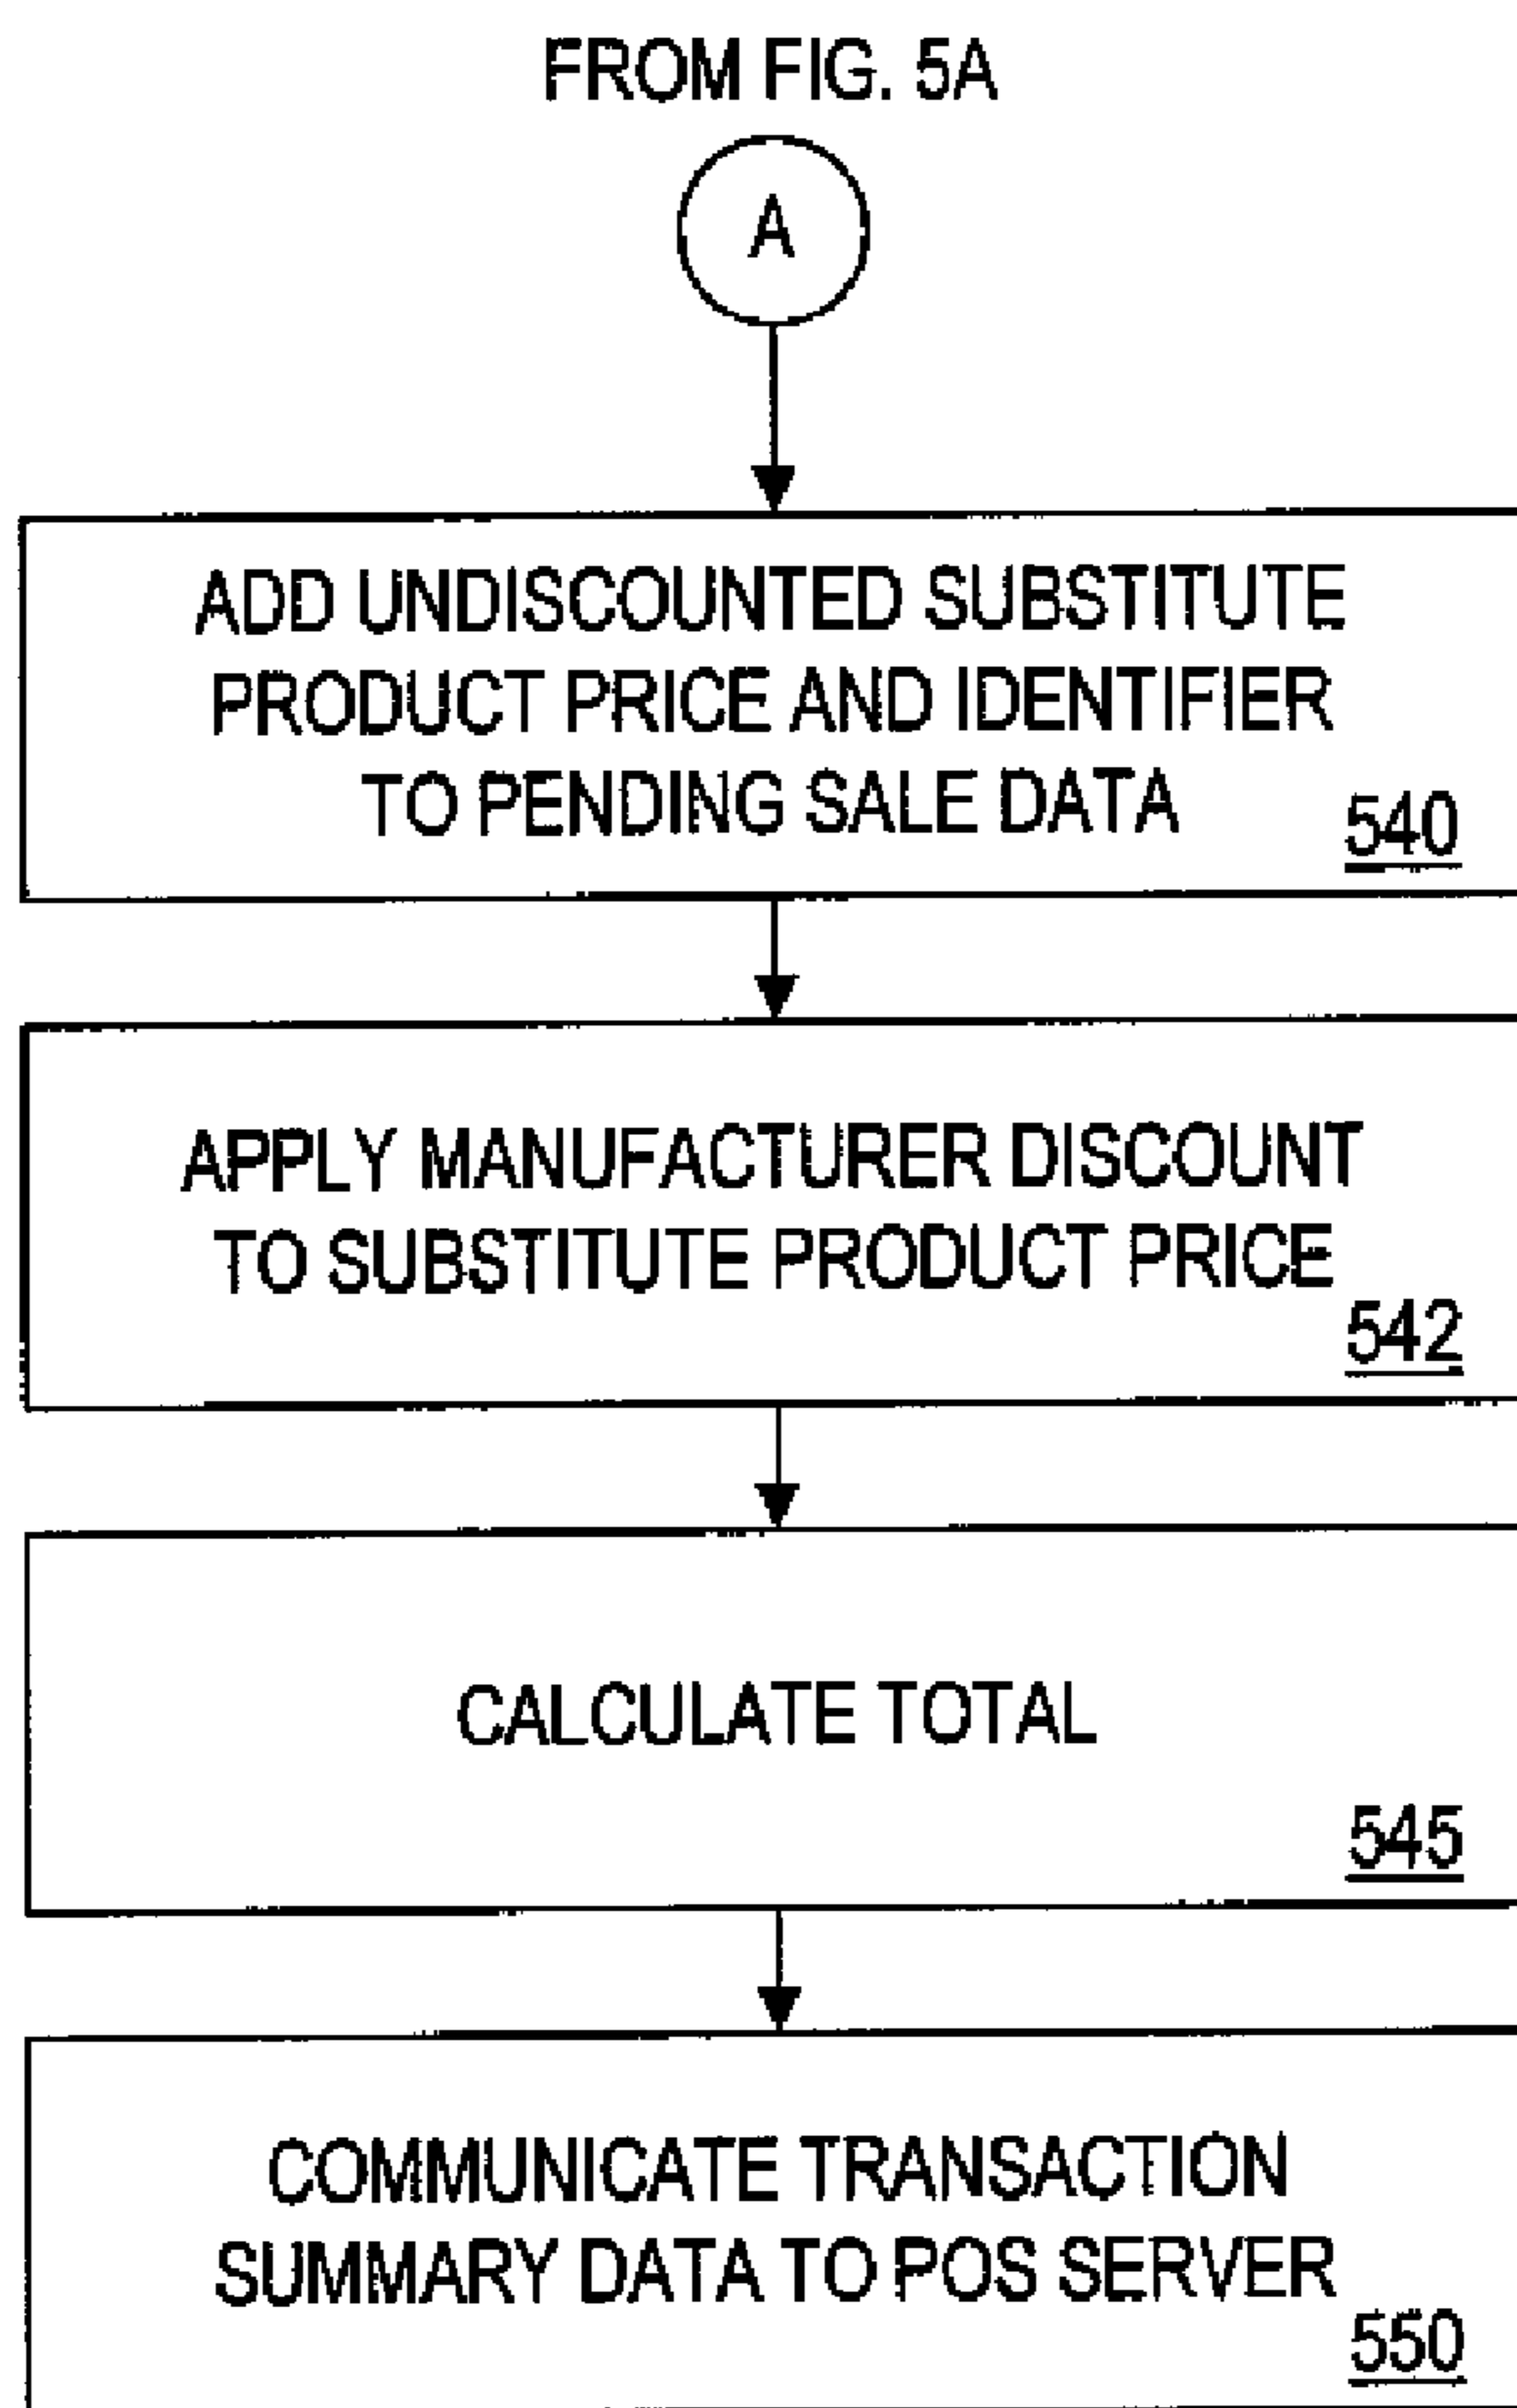 FROM FIG. 5A
A
ADD UNDISCOUNTED SUBSTITUTE
PRODUCT PRICE AND IDENTIFIER
TO PENDING SALE DATA
540
APPLY MANUFACTURER DISCOUNT
TO SUBSTITUTE PRODUCT PRICE
542
CALCULATE TOTAL
545
COMMUNICATE TRANSACTION
SUMMARY DATA TO POS SERVER
550